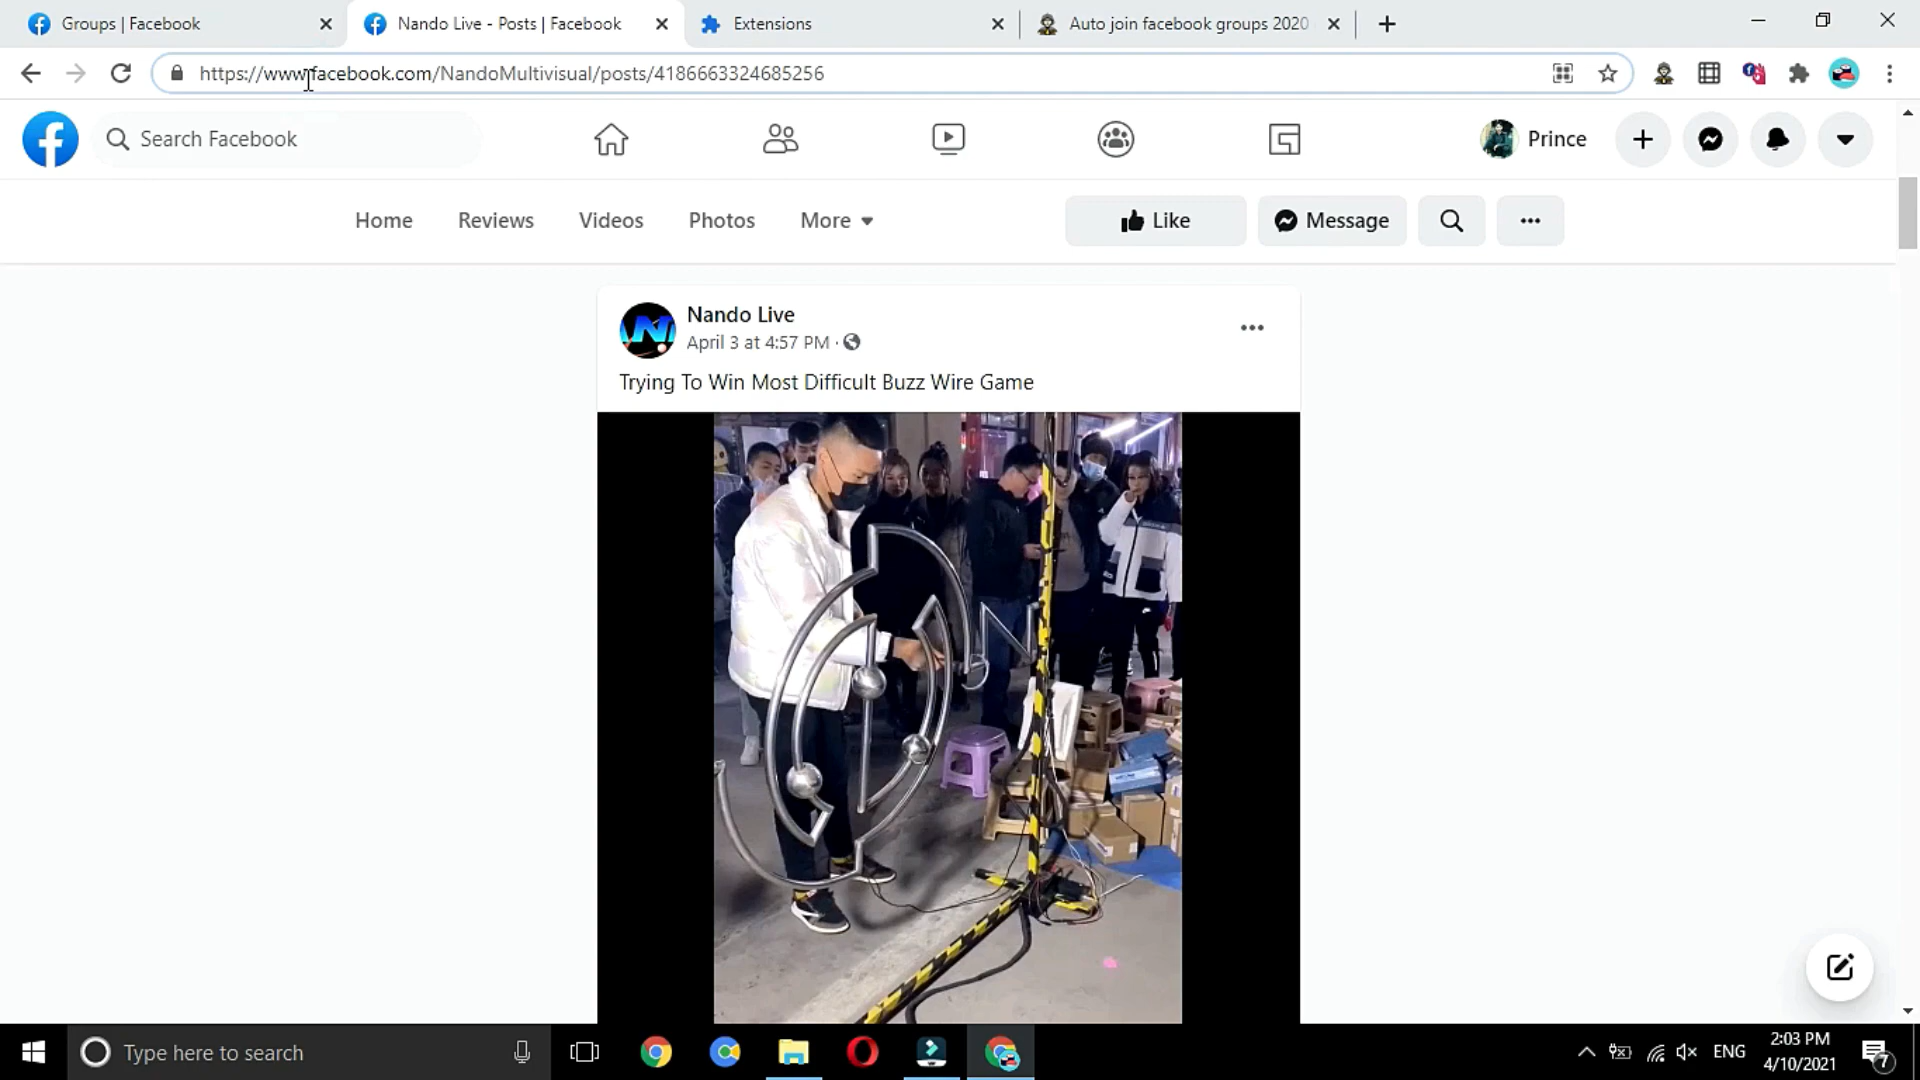 Groups | Facebook
Nando Live - Posts | Facebook
Extensions
Auto join facebook groups 2020
https://www.facebook.com/NandoMultivisual/posts/4186663324685256
Search Facebook
Prince
Home
Reviews
Videos
Photos
More
Like
Message
Nando Live
April 3 at 4:57 PM ·
Trying To Win Most Difficult Buzz Wire Game
Type here to search
ENG
2:03 PM
4/10/2021
7